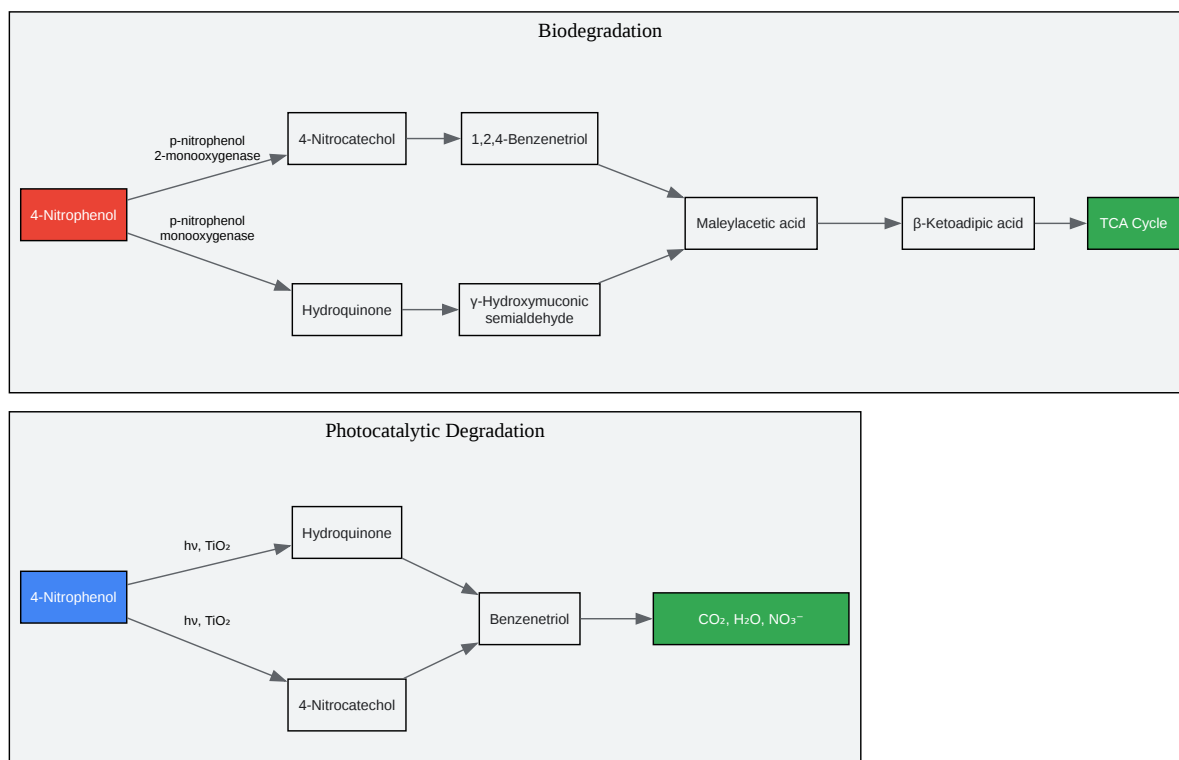 Biodegradation
p-nitrophenol
2-monooxygenase
4-Nitrocatechol
1,2,4-Benzenetriol
4-Nitrophenol
p-nitrophenol
monooxygenase
Maleylacetic acid
β-Ketoadipic acid
TCA Cycle
Hydroquinone
γ-Hydroxymuconic
semialdehyde
Photocatalytic Degradation
hν, TiO₂
Hydroquinone
4-Nitrophenol
hν, TiO₂
Benzenetriol
CO₂, H₂O, NO₃⁻
4-Nitrocatechol